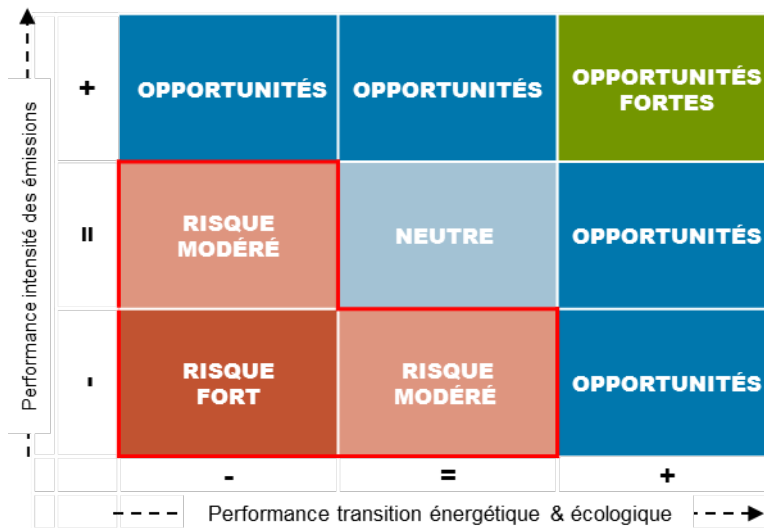 Performance intensité des émissions
+
OPPORTUNITÉS
OPPORTUNITÉS
OPPORTUNITÉS
FORTES
=
RISQUE
MODÉRÉ
NEUTRE
OPPORTUNITÉS
-
RISQUE
FORT
RISQUE
MODÉRÉ
OPPORTUNITÉS
-
=
+
Performance transition énergétique & écologique